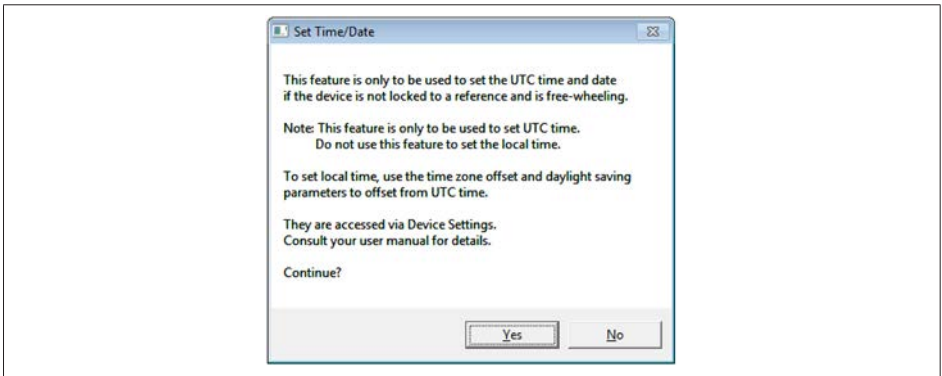 Set Time/Date
This feature is only to be used to set the UTC time and date
if the device is not locked to a reference and is free-wheeling.
Note: This feature is only to be used to set UTC time.
Do not use this feature to set the local time.
To set local time, use the time zone offset and daylight saving
parameters to offset from UTC time.
They are accessed via Device Settings.
Consult your user manual for details.
Continue?
Yes No